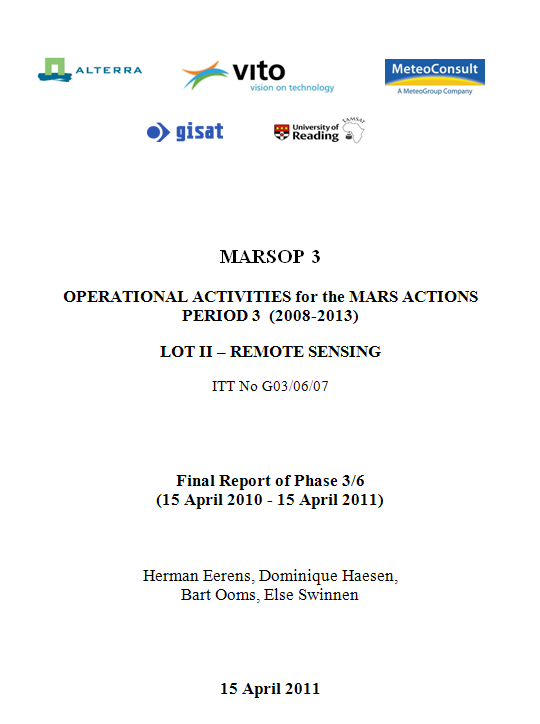 ALTERRA
vito
vision on technology
MeteoConsult
A MeteoGroup Company
gisat
University of
Reading
TAMSAT
MARSOP 3
OPERATIONAL ACTIVITIES for the MARS ACTIONS
PERIOD 3 (2008-2013)
LOT II – REMOTE SENSING
ITT No G03/06/07
Final Report of Phase 3/6
(15 April 2010 - 15 April 2011)
Herman Eerens, Dominique Haesen,
Bart Ooms, Else Swinnen
15 April 2011